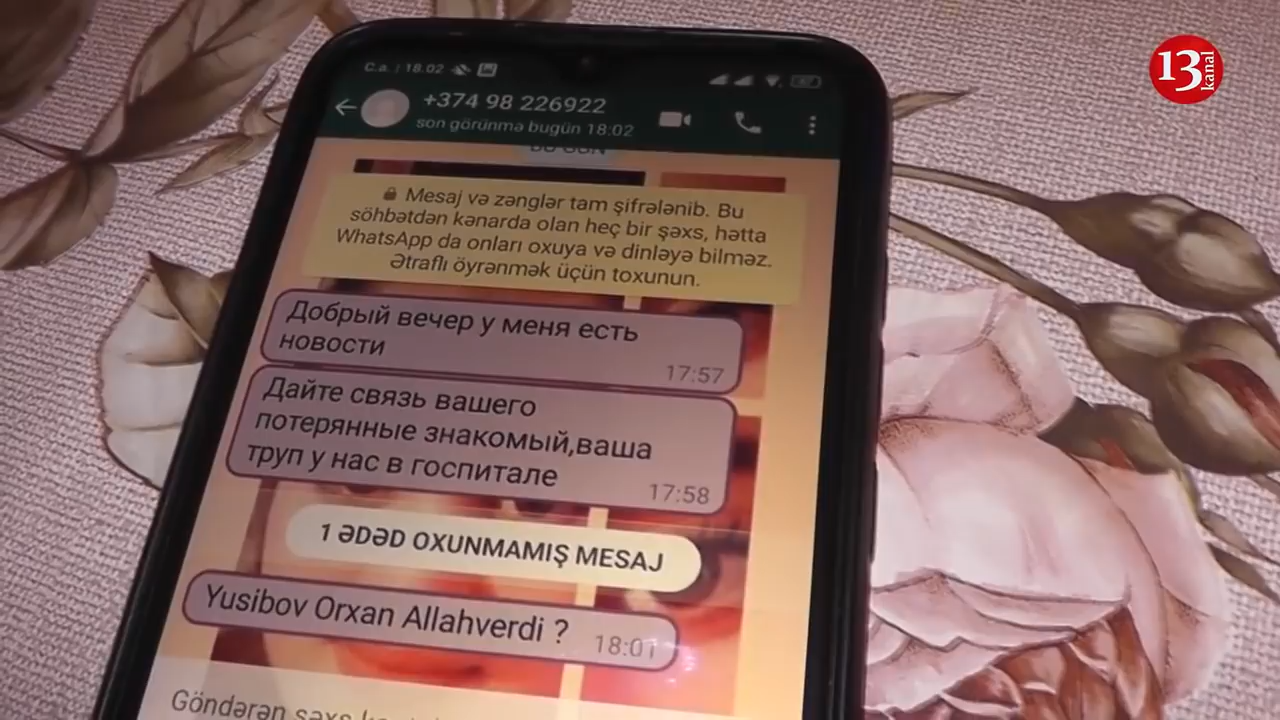 13
kanal
C.a. | 18.02
+374 98 226922
son görünmə bugün 18:02
Mesaj və zənglər tam şifrələnib. Bu
söhbətdən kənarda olan heç bir şəxs, hətta
WhatsApp da onları oxuya və dinləyə bilməz.
Ətraflı öyrənmək üçün toxunun.
Добрый вечер у меня есть
новости
17:57
Дайте связь вашего
потерянные знакомый,ваша
труп у нас в госпитале
17:58
1 ƏDƏD OXUNMAMIŞ MESAJ
Yusibov Orxan Allahverdi ?
18:01
Göndərən şəxs